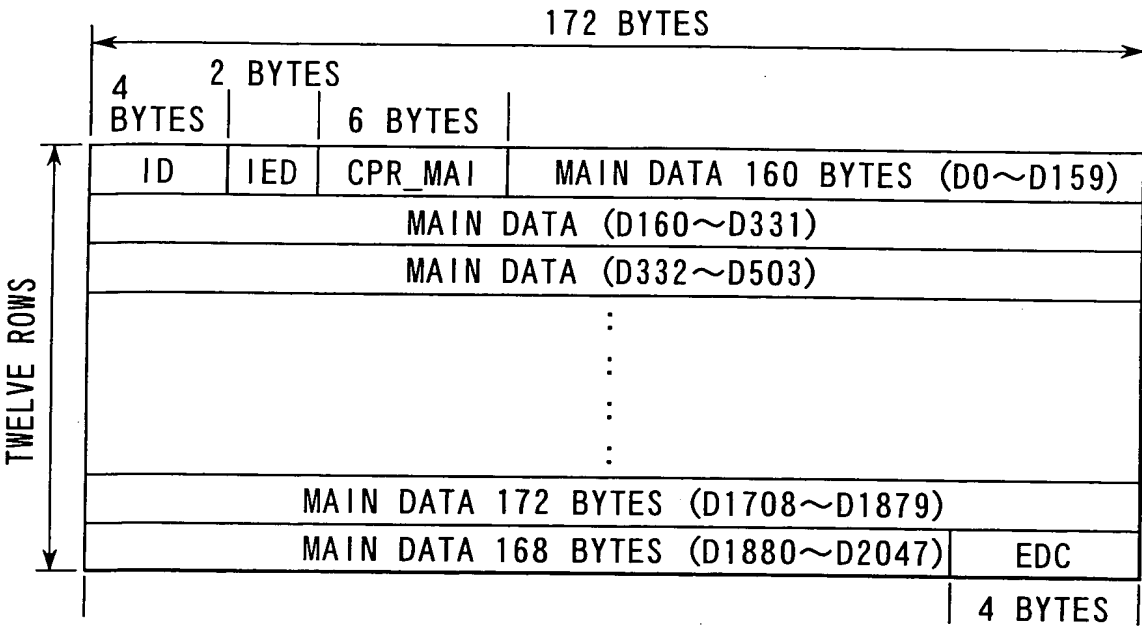 172 BYTES
2 BYTES
4
BYTES
6 BYTES
ID IED CPR_MAI MAIN DATA 160 BYTES (D0~D159)
MAIN DATA (D160~D331)
MAIN DATA (D332~D503)
TWELVE ROWS
MAIN DATA 172 BYTES (D1708~D1879)
MAIN DATA 168 BYTES (D1880~D2047) EDC
4 BYTES